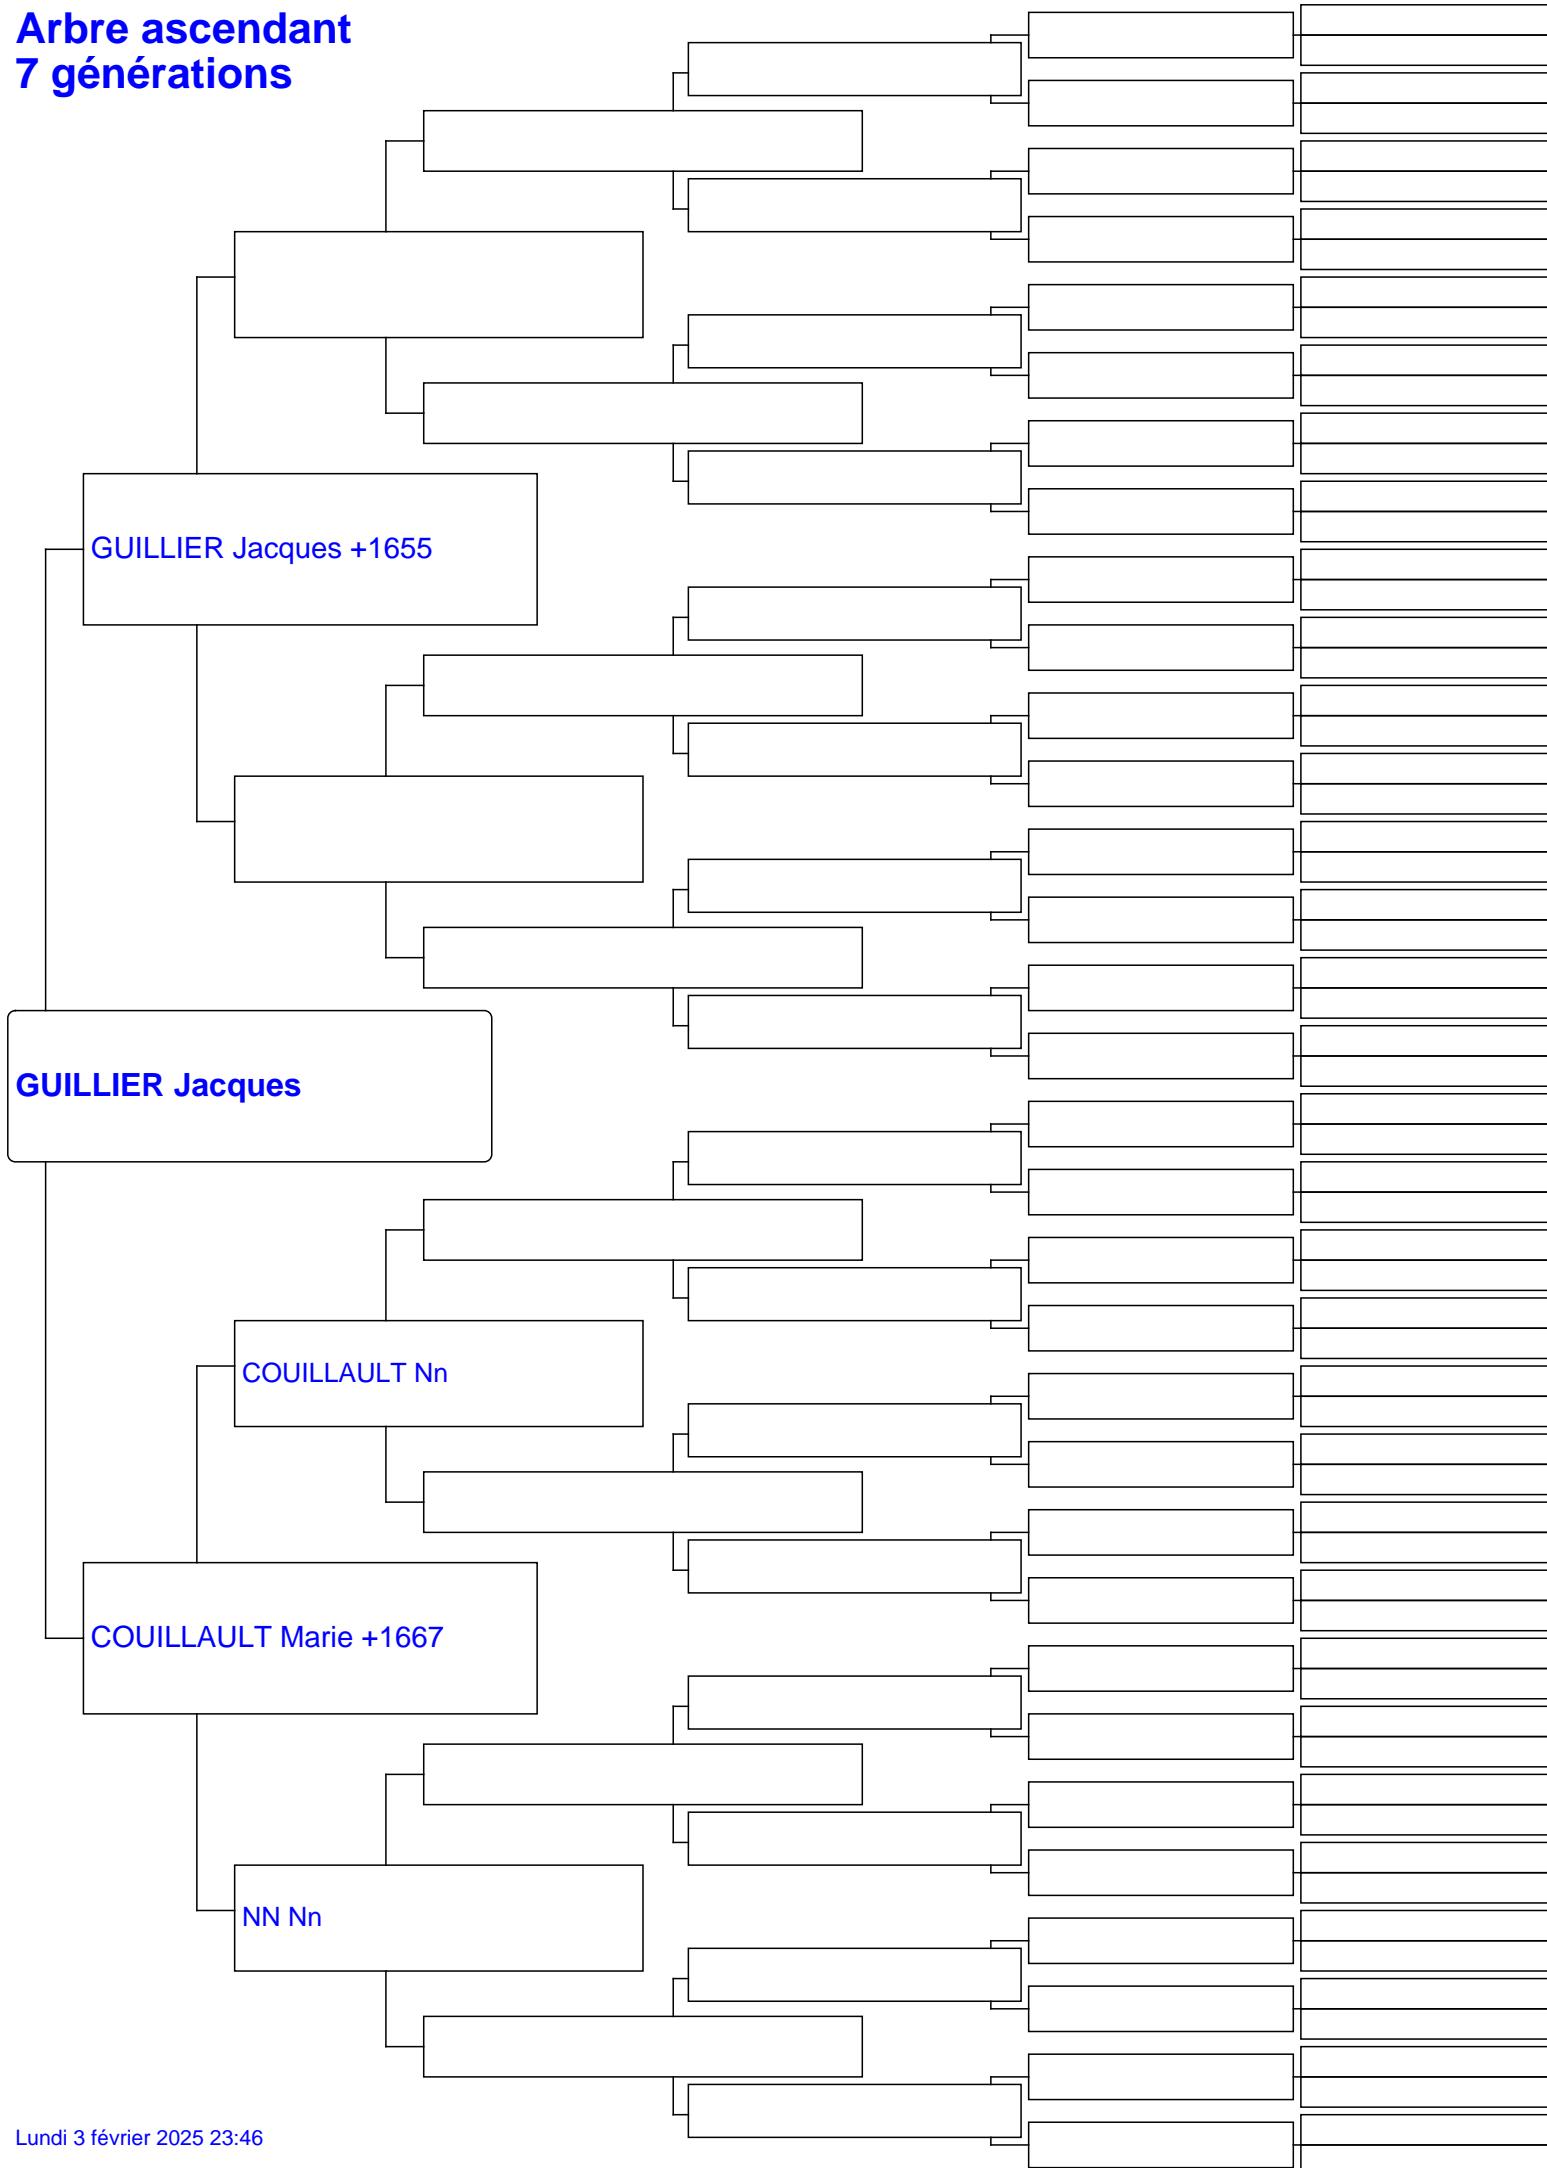 Arbre ascendant
7 générations
GUILLIER Jacques +1655
GUILLIER Jacques
COUILLAULT Nn
COUILLAULT Marie +1667
NN Nn
Lundi 3 février 2025 23:46